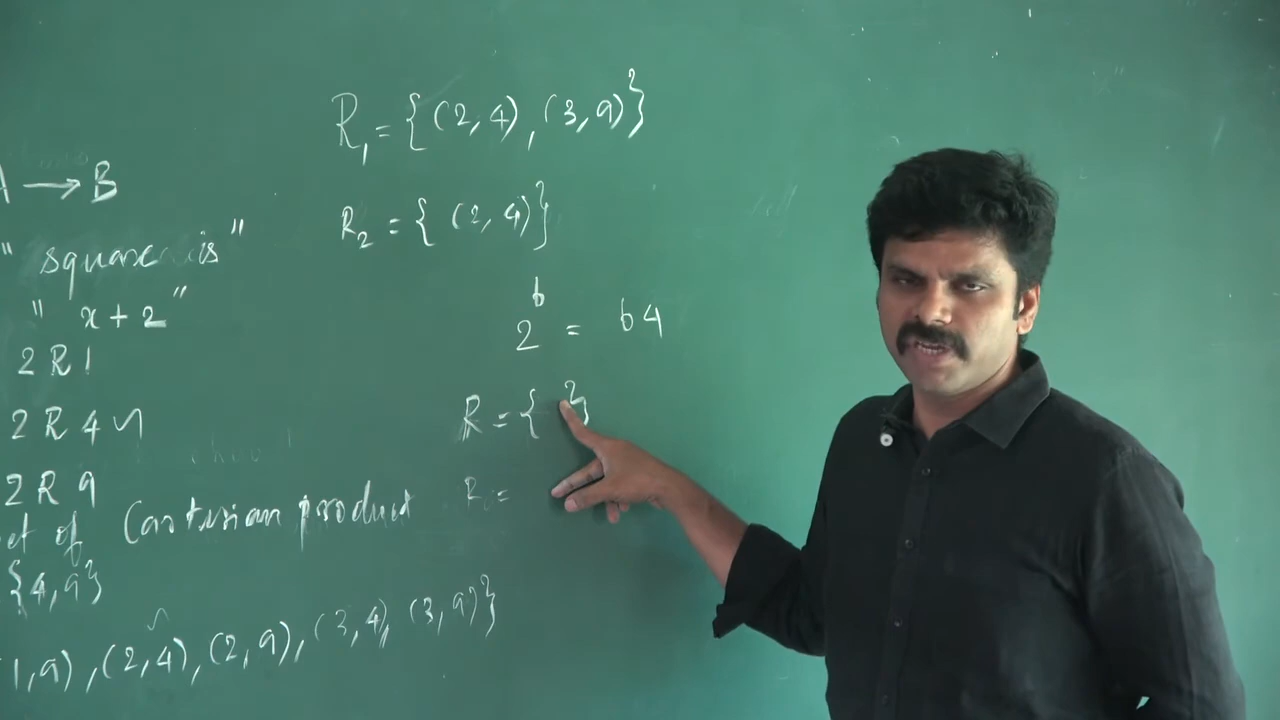 A → B
" square is "
" x + 2 "
2 R 1
2 R 4
2 R 9
et of Cartesian product
{4, 9}
1, 9), (2, 4), (2, 9), (3, 4), (3, 9)}
R₁ = {(2, 4), (3, 9)}
R₂ = { (2, 4)}
2⁶ = 64
R = { }
R =